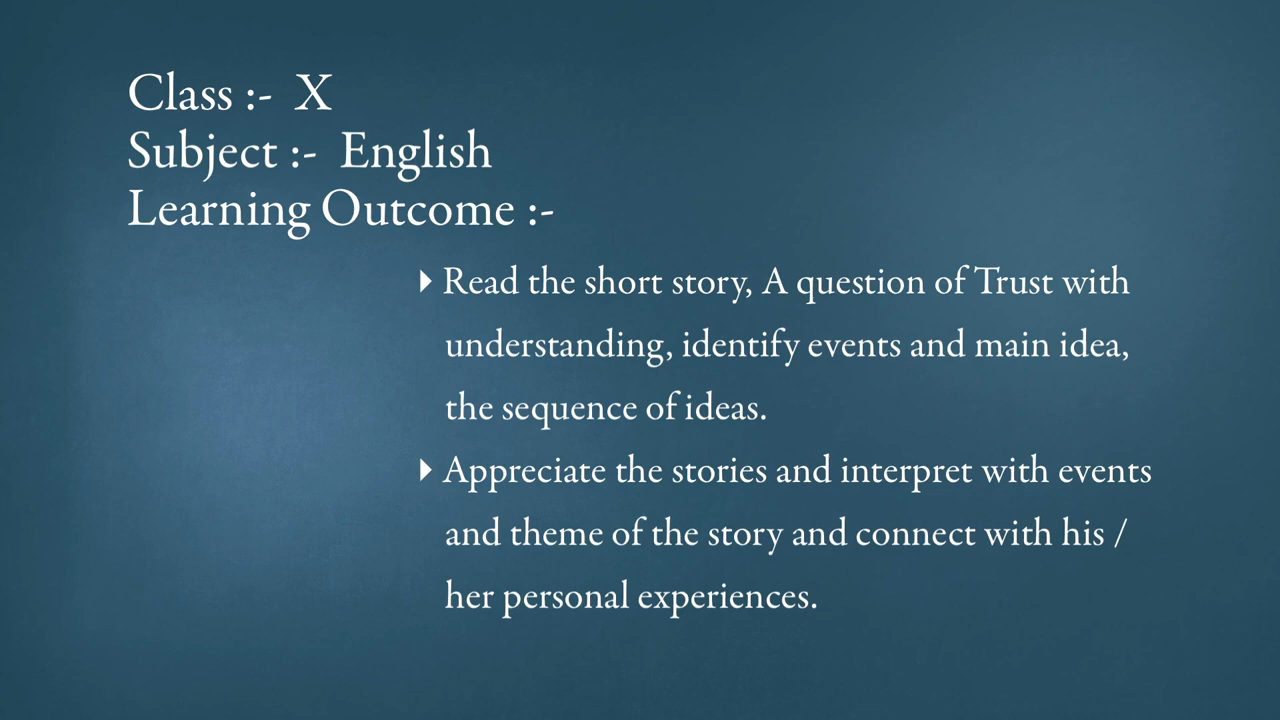 Class :- X
Subject :- English
Learning Outcome :-
Read the short story, A question of Trust with
understanding, identify events and main idea,
the sequence of ideas.
Appreciate the stories and interpret with events
and theme of the story and connect with his /
her personal experiences.